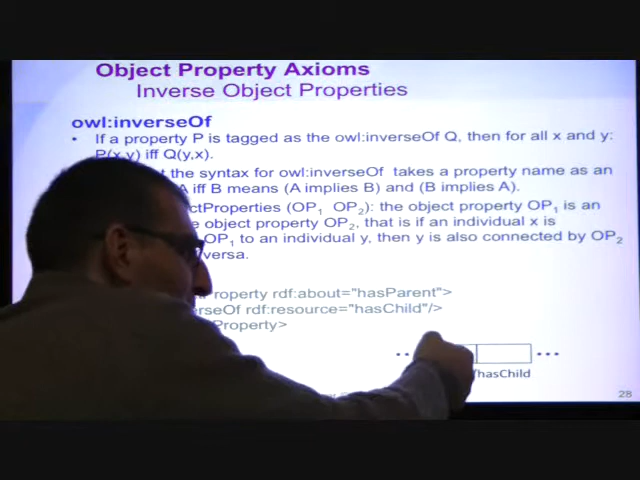 Object Property Axioms
Inverse Object Properties
owl:inverseOf
• If a property P is tagged as the owl:inverseOf Q, then for all x and y:
P(x,y) iff Q(y,x).
the syntax for owl:inverseOf takes a property name as an
A iff B means (A implies B) and (B implies A).
ctProperties (OP1 OP2): the object property OP1 is an
object property OP2, that is if an individual x is
OP1 to an individual y, then y is also connected by OP2
versa.
roperty rdf:about="hasParent">
rseOf rdf:resource="hasChild"/>
Property>
hasChild
28